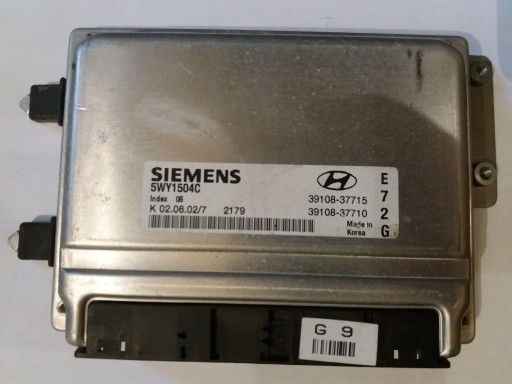 SIEMENS
5WY1504C
Index 06
K 02.06.02/7 2179
39108-37715
39108-37710
Made in
Korea
E
7
2
G
G 9